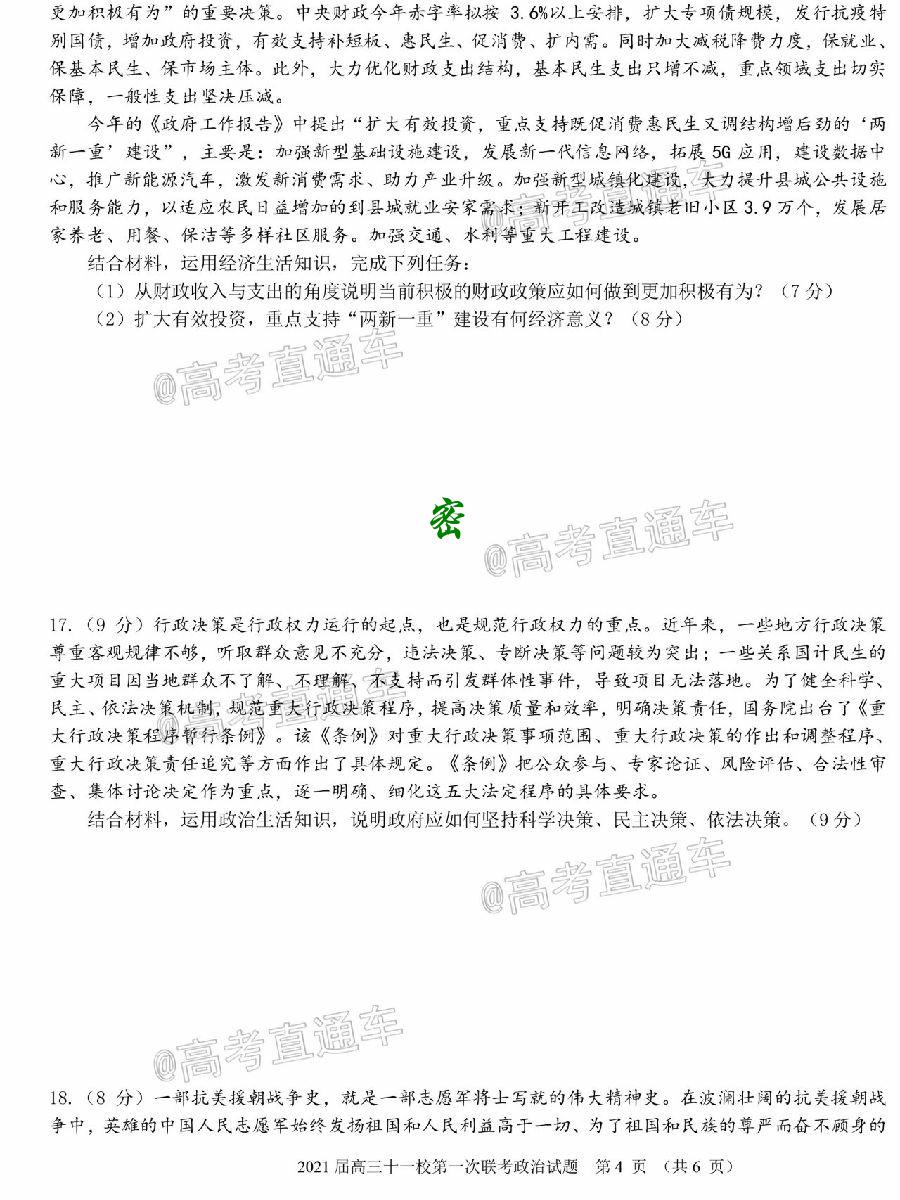 更加积极有为”的重要决策。中央财政今年赤字率拟按 3.6%以上安排，扩大专项债规模，发行抗疫特
别国债，增加政府投资，有效支持补短板、惠民生、促消费、扩内需。同时加大减税降费力度，保就业、
保基本民生、保市场主体。此外，大力优化财政支出结构，基本民生支出只增不减，重点领域支出切实
保障，一般性支出坚决压减。
今年的《政府工作报告》中提出“扩大有效投资，重点支持既促消费惠民生又调结构增后劲的‘两
新一重’建设”，主要是：加强新型基础设施建设，发展新一代信息网络，拓展 5G 应用，建设数据中
心，推广新能源汽车，激发新消费需求、助力产业升级。加强新型城镇化建设，大力提升县城公共设施
和服务能力，以适应农民日益增加的到县城就业安家需求；新开工改造城镇老旧小区 3.9 万个，发展居
家养老、用餐、保洁等多样社区服务。加强交通、水利等重大工程建设。
@高考直通车
结合材料，运用经济生活知识，完成下列任务：
（1）从财政收入与支出的角度说明当前积极的财政政策应如何做到更加积极有为？（7 分）
（2）扩大有效投资，重点支持“两新一重”建设有何经济意义？（8 分）
@高考直通车
密
@高考直通车
17.（9 分）行政决策是行政权力运行的起点，也是规范行政权力的重点。近年来，一些地方行政决策
尊重客观规律不够，听取群众意见不充分，违法决策、专断决策等问题较为突出；一些关系国计民生的
重大项目因当地群众不了解、不理解、不支持而引发群体性事件，导致项目无法落地。为了健全科学、
民主、依法决策机制，规范重大行政决策程序，提高决策质量和效率，明确决策责任，国务院出台了《重
大行政决策程序暂行条例》。该《条例》对重大行政决策事项范围、重大行政决策的作出和调整程序、
重大行政决策责任追究等方面作出了具体规定。《条例》把公众参与、专家论证、风险评估、合法性审
查、集体讨论决定作为重点，逐一明确、细化这五大法定程序的具体要求。
@高考直通车
结合材料，运用政治生活知识，说明政府应如何坚持科学决策、民主决策、依法决策。（9 分）
@高考直通车
@高考直通车
18.（8 分）一部抗美援朝战争史，就是一部志愿军将士写就的伟大精神史。在波澜壮阔的抗美援朝战
争中，英雄的中国人民志愿军始终发扬祖国和人民利益高于一切、为了祖国和民族的尊严而奋不顾身的
2021 届高三十一校第一次联考政治试题 第 4 页 （共 6 页）